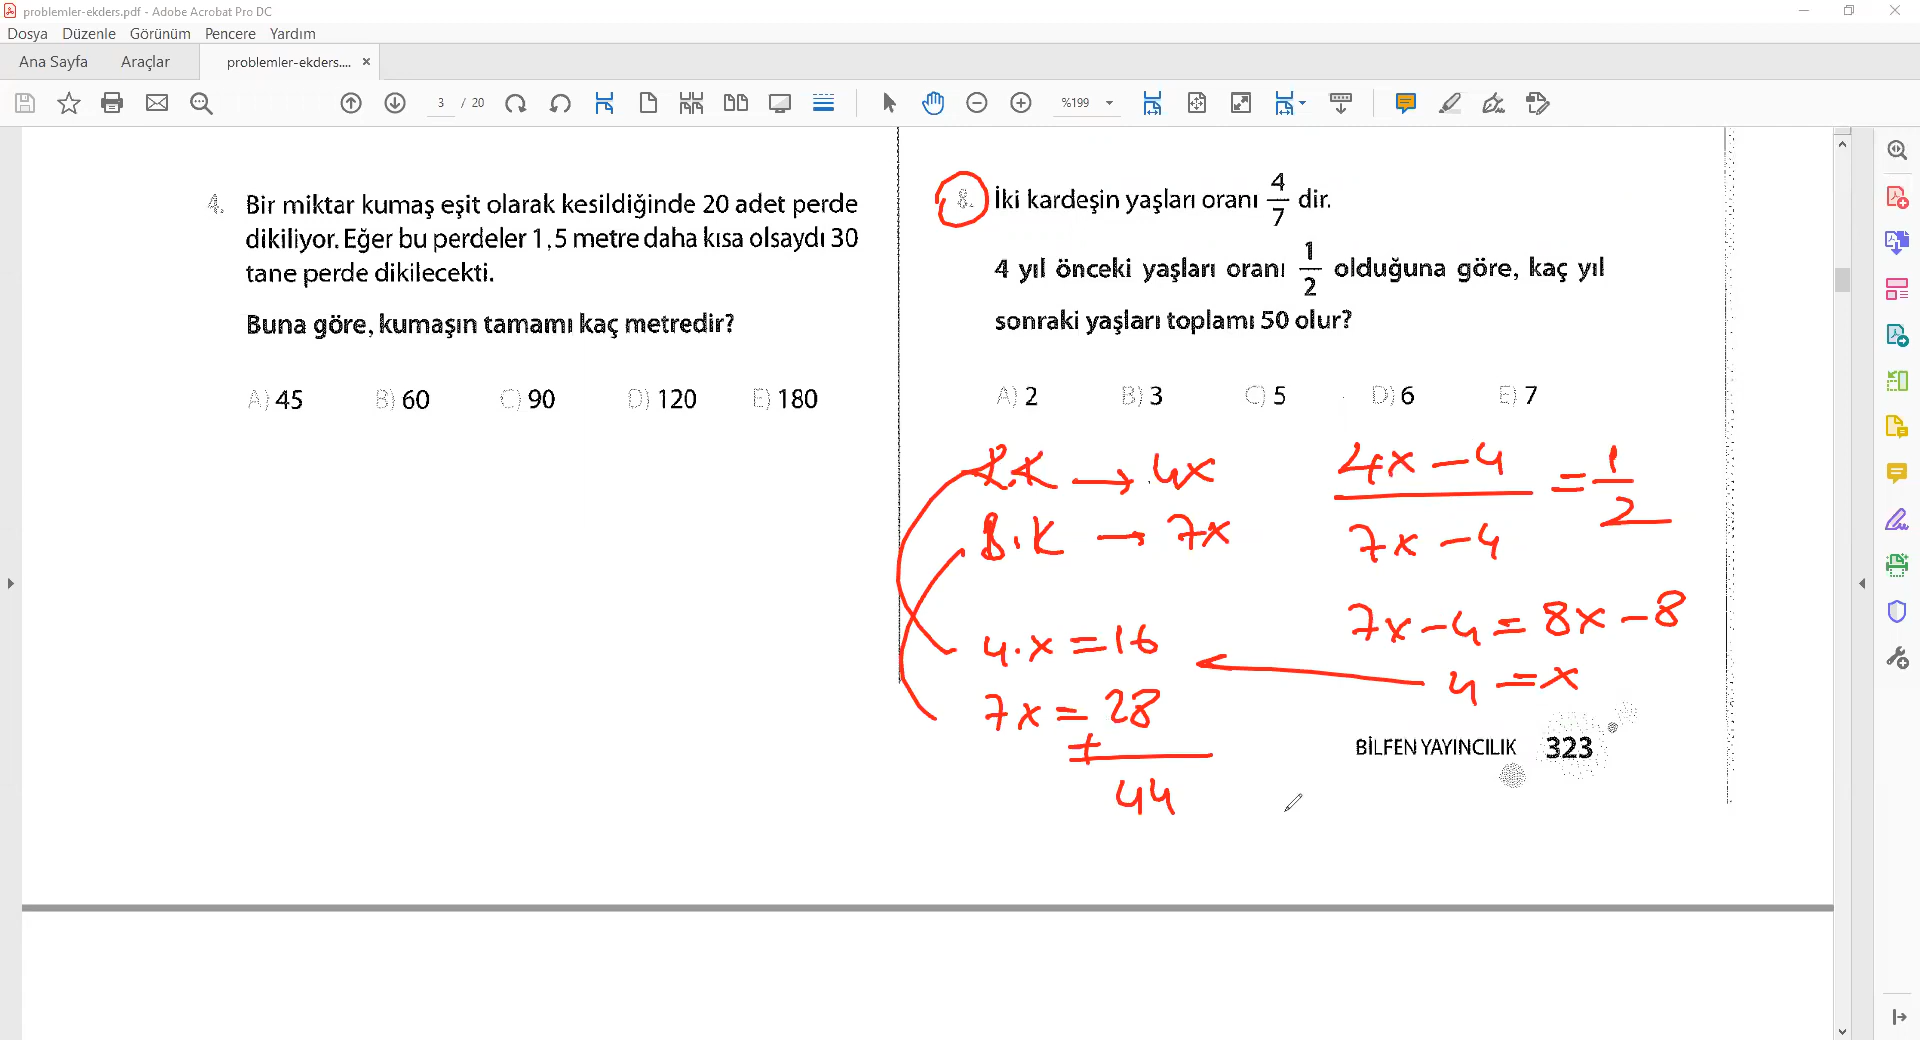 problemler-ekders.pdf - Adobe Acrobat Pro DC
Dosya Düzenle Görünüm Pencere Yardım
Ana Sayfa Araçlar problemler-ekders.... ×
3 / 20 %199
4. Bir miktar kumaş eşit olarak kesildiğinde 20 adet perde
dikiliyor. Eğer bu perdeler 1,5 metre daha kısa olsaydı 30
tane perde dikilecekti.
Buna göre, kumaşın tamamı kaç metredir?
A) 45 B) 60 C) 90 D) 120 E) 180
8. İki kardeşin yaşları oranı 4/7 dir.
4 yıl önceki yaşları oranı 1/2 olduğuna göre, kaç yıl
sonraki yaşları toplamı 50 olur?
A) 2 B) 3 C) 5 D) 6 E) 7
K.K → 4x
B.K → 7x
4x - 4 / 7x - 4 = 1/2
7x - 4 = 8x - 8
4 = x
4.x = 16
7x = 28
+
44
BİLFEN YAYINCILIK 323